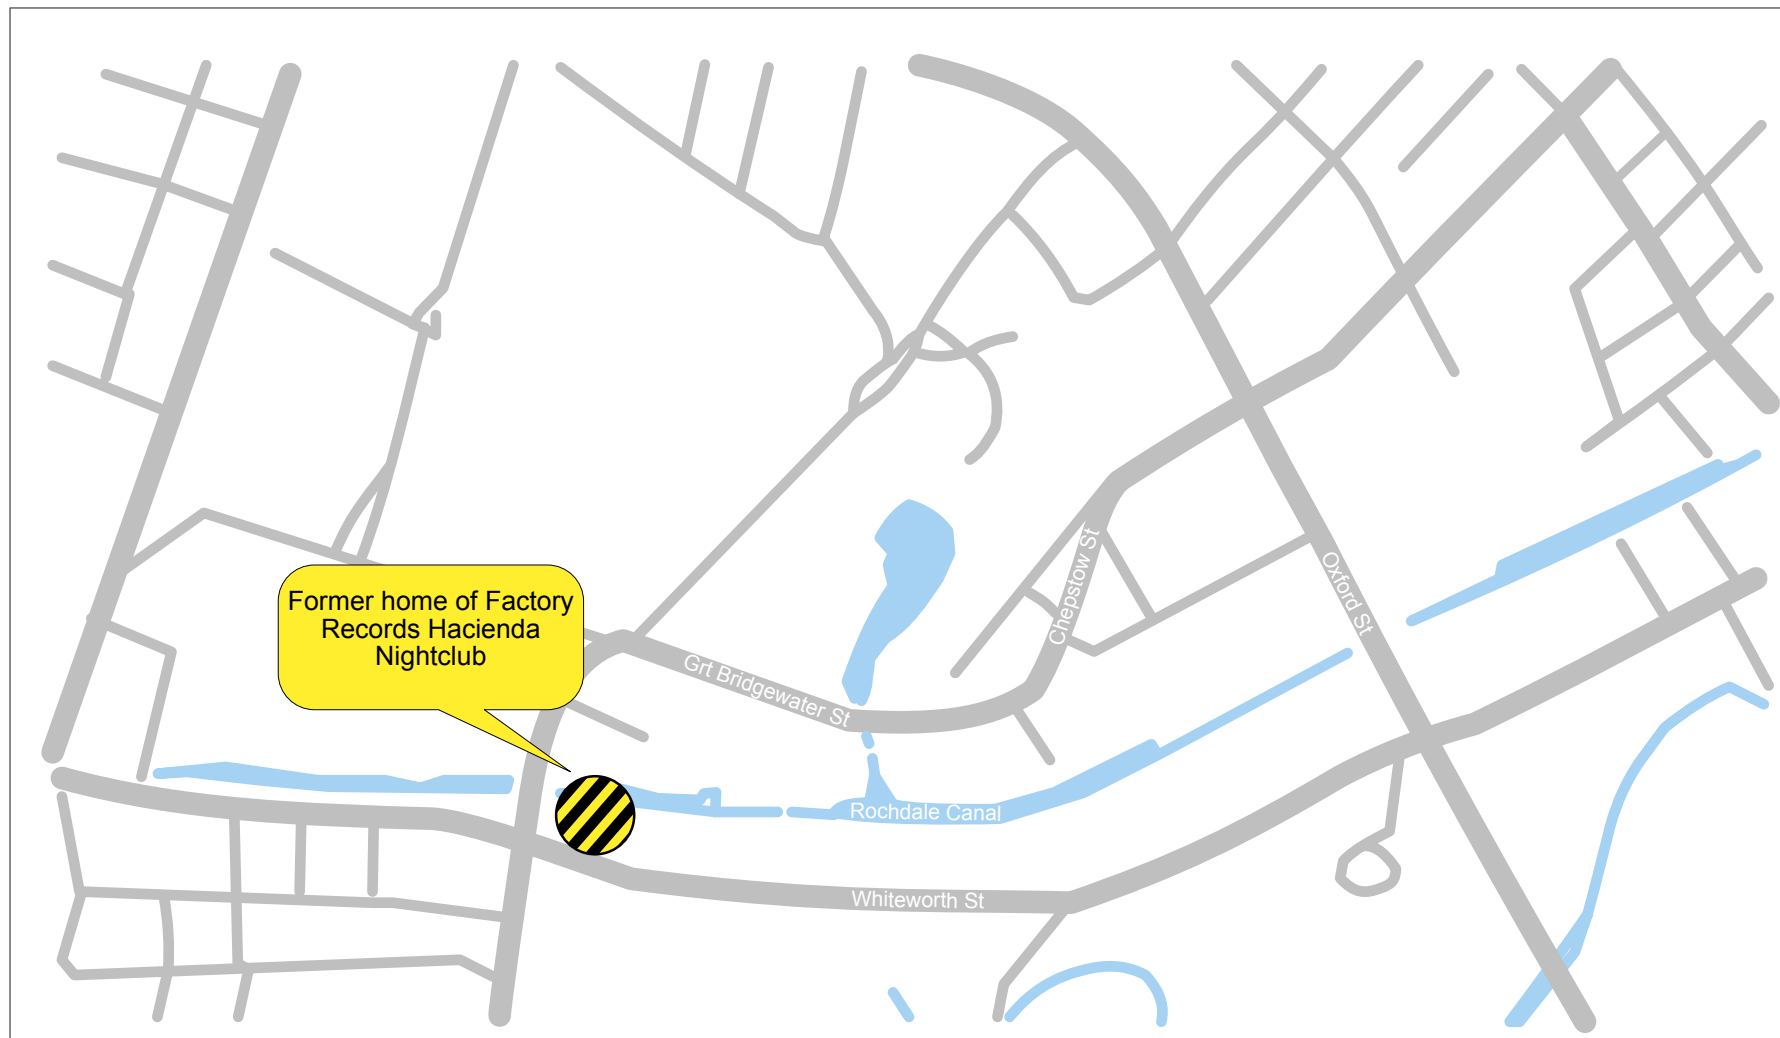 Former home of Factory
Records Hacienda
Nightclub
Grt Bridgewater St
Chepstow St
Oxford St
Rochdale Canal
Whiteworth St